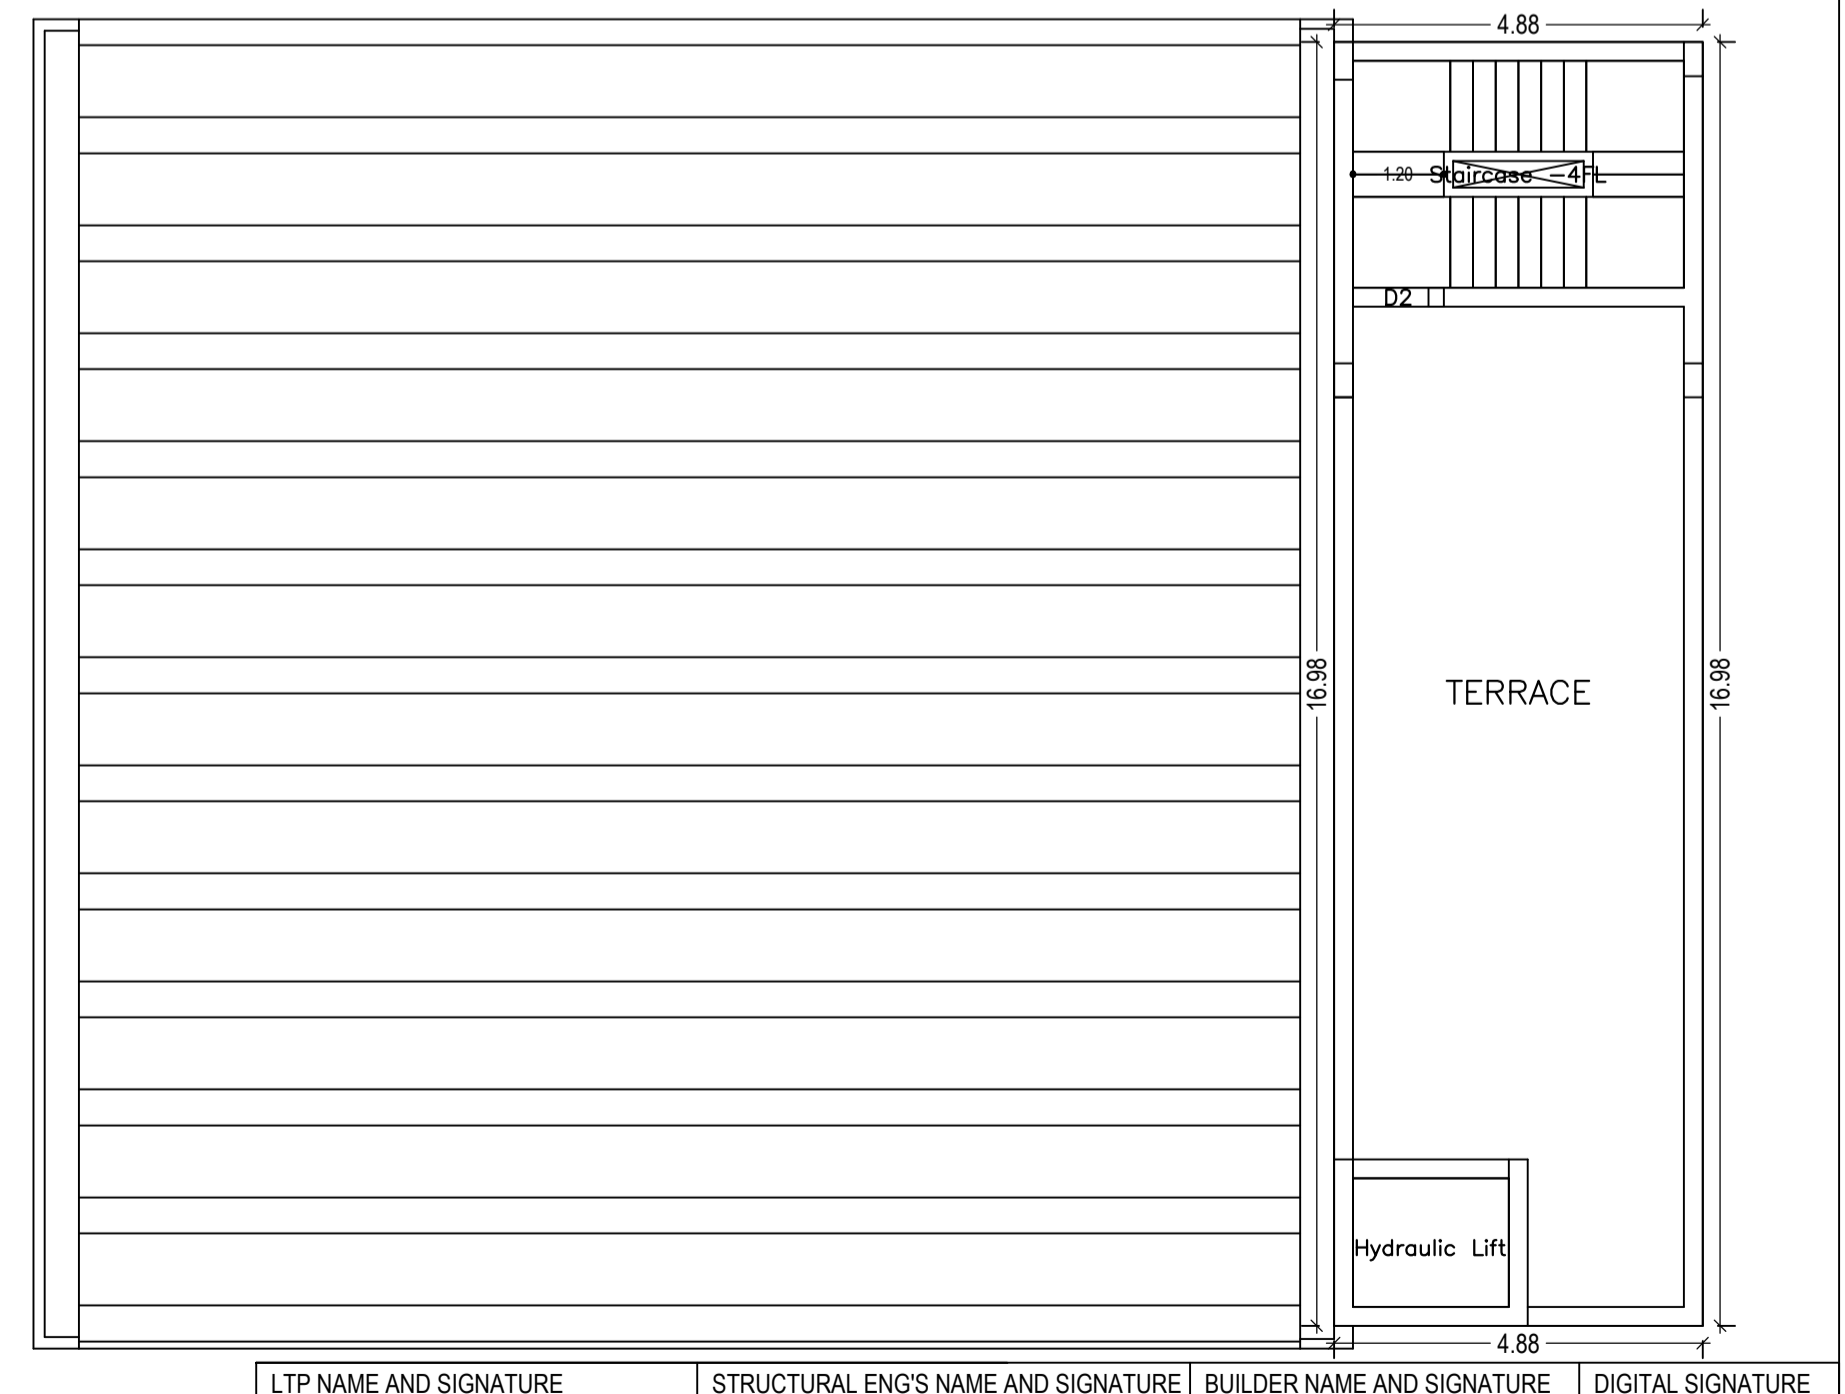 4.88
1.20 Staircase -4FL
D2
16.98
TERRACE
16.98
Hydraulic Lift
4.88
LTP NAME AND SIGNATURE
STRUCTURAL ENG'S NAME AND SIGNATURE
BUILDER NAME AND SIGNATURE
DIGITAL SIGNATURE